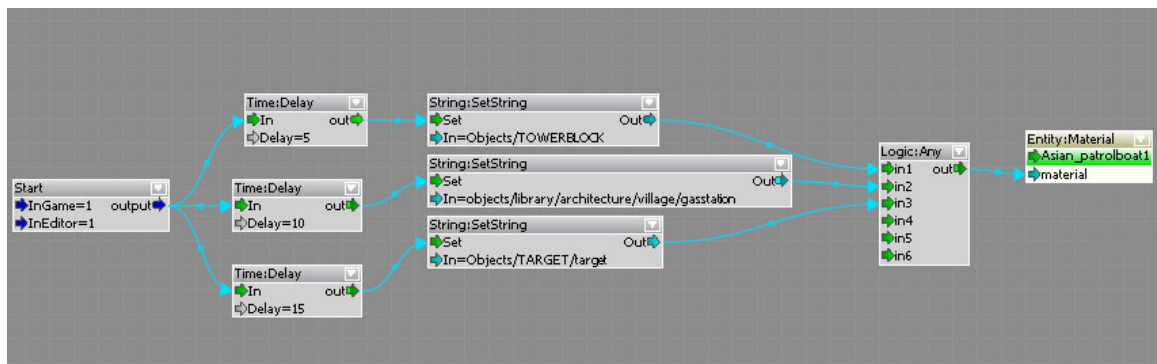 Start
InGame=1 output
InEditor=1
Time:Delay
In out
Delay=5
Time:Delay
In out
Delay=10
Time:Delay
In out
Delay=15
String:SetString
Set Out
In=Objects/TOWERBLOCK
String:SetString
Set Out
In=objects/library/architecture/village/gasstation
String:SetString
Set Out
In=Objects/TARGET/target
Logic:Any
in1 out
in2
in3
in4
in5
in6
Entity:Material
Asian_patrolboat1
material